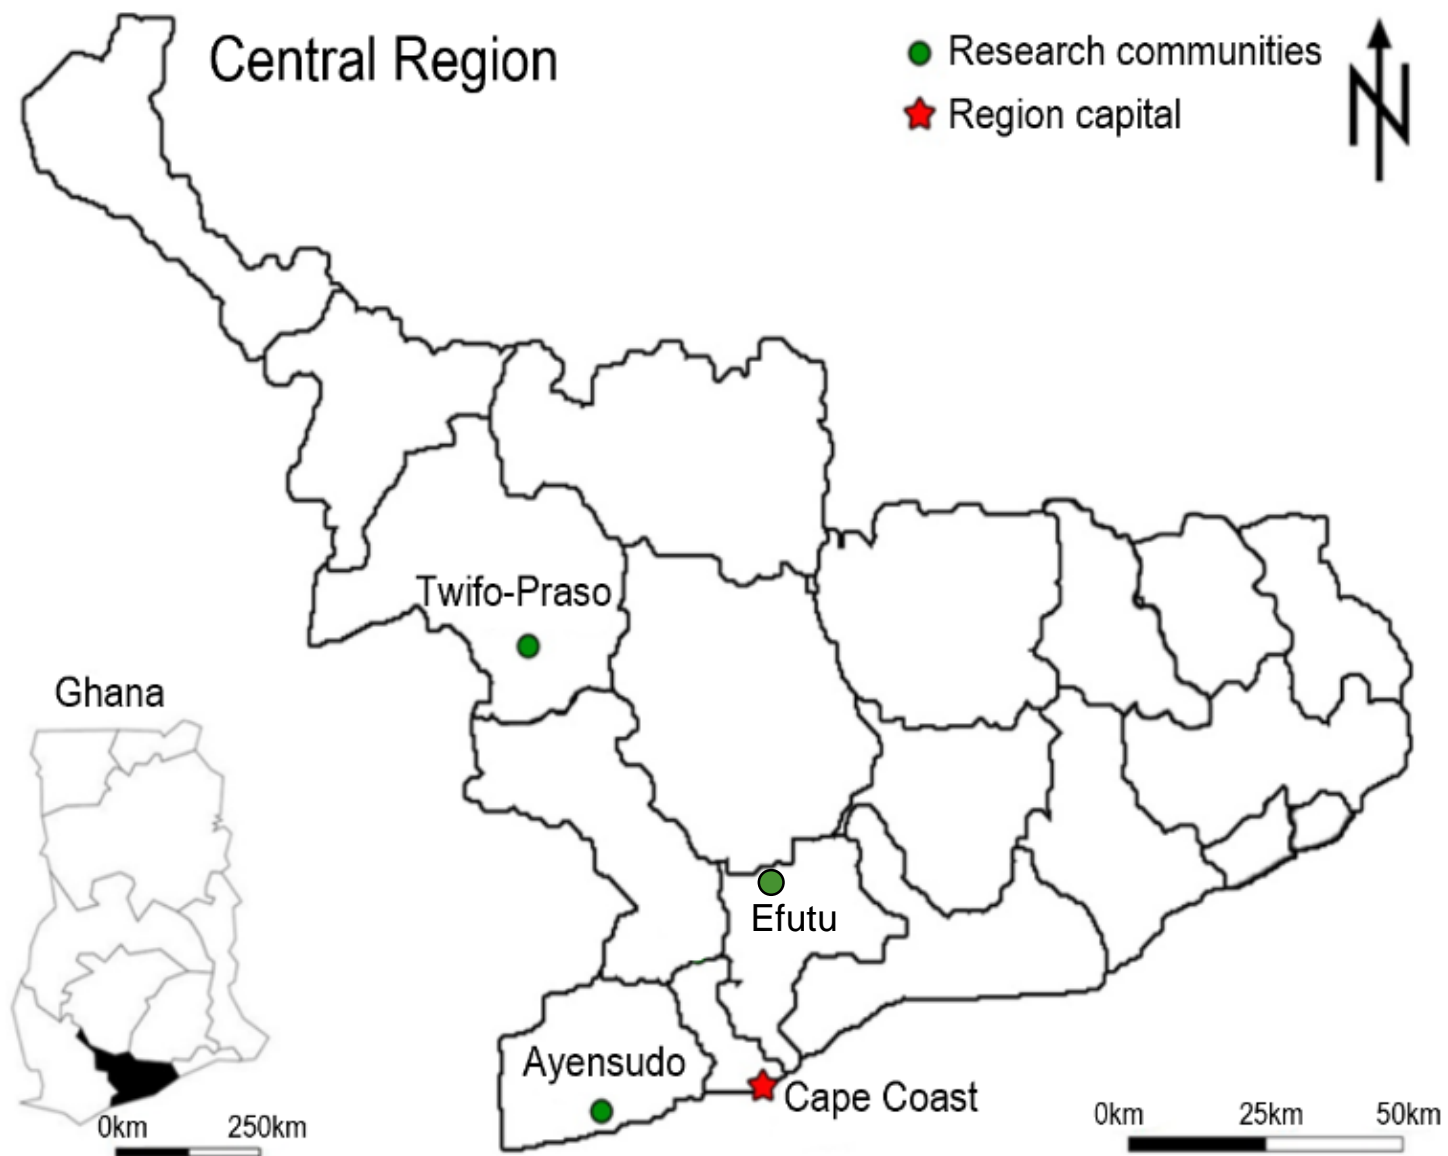 Central Region
Research communities
Region capital
N
Twifo-Praso
Ghana
Efutu
Ayensudo
Cape Coast
0km 250km
0km 25km 50km